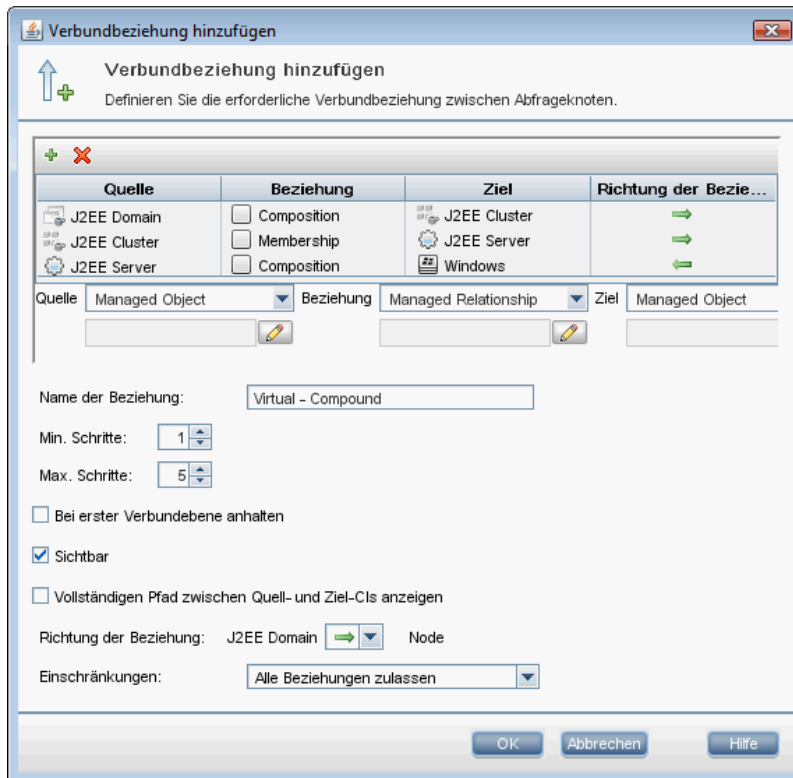 Verbundbeziehung hinzufügen
Verbundbeziehung hinzufügen
Definieren Sie die erforderliche Verbundbeziehung zwischen Abfrageknoten.
Quelle Beziehung Ziel Richtung der Bezie...
J2EE Domain Composition J2EE Cluster
J2EE Cluster Membership J2EE Server
J2EE Server Composition Windows
Quelle Managed Object Beziehung Managed Relationship Ziel Managed Object
Name der Beziehung: Virtual - Compound
Min. Schritte: 1
Max. Schritte: 5
Bei erster Verbundebene anhalten
Sichtbar
Vollständigen Pfad zwischen Quell- und Ziel-CIs anzeigen
Richtung der Beziehung: J2EE Domain Node
Einschränkungen: Alle Beziehungen zulassen
OK Abbrechen Hilfe